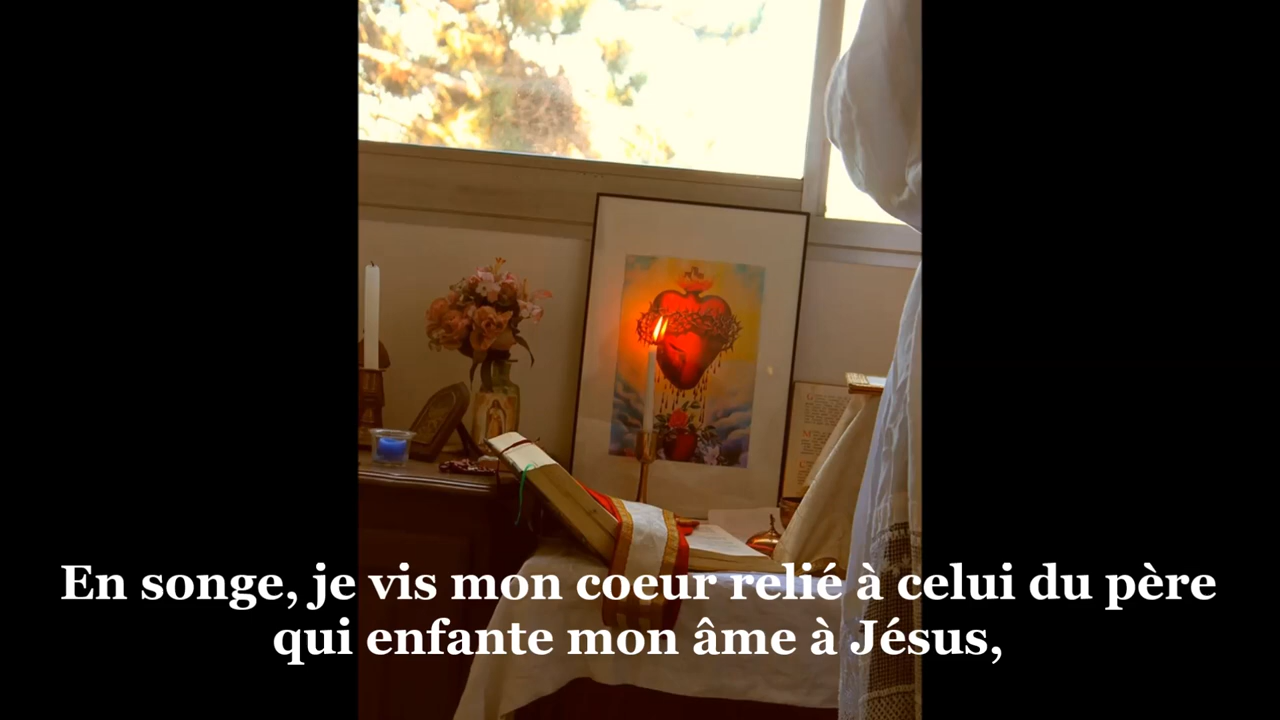 En songe, je vis mon coeur relié à celui du père
qui enfante mon âme à Jésus,